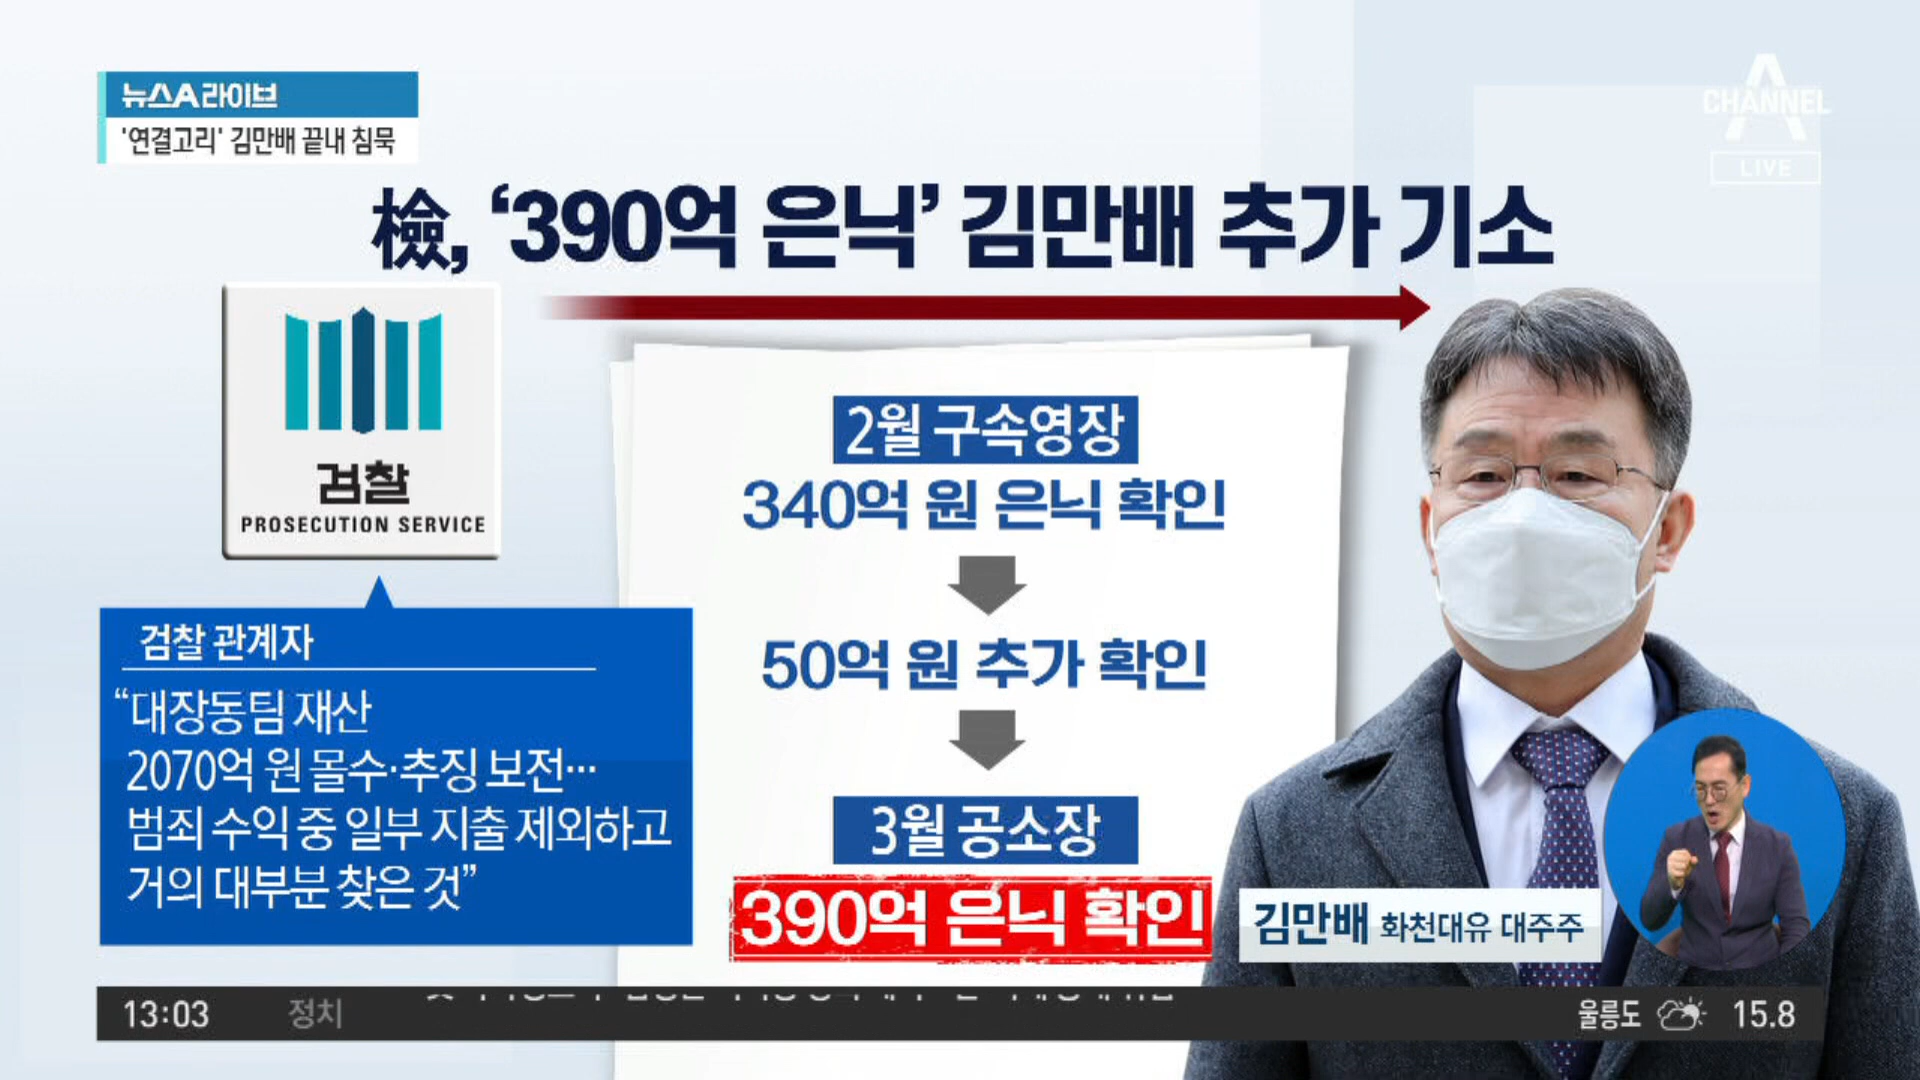 뉴스A 라이브
'연결고리' 김만배 끝내 침묵
CHANNEL A
LIVE
檢, ‘390억 은닉’ 김만배 추가 기소
검찰
PROSECUTION SERVICE
2월 구속영장
340억 원 은닉 확인
50억 원 추가 확인
3월 공소장
390억 은닉 확인
검찰 관계자
“대장동팀 재산
2070억 원 몰수·추징 보전…
범죄 수익 중 일부 지출 제외하고
거의 대부분 찾은 것”
김만배 화천대유 대주주
13:03 정치
울릉도 15.8